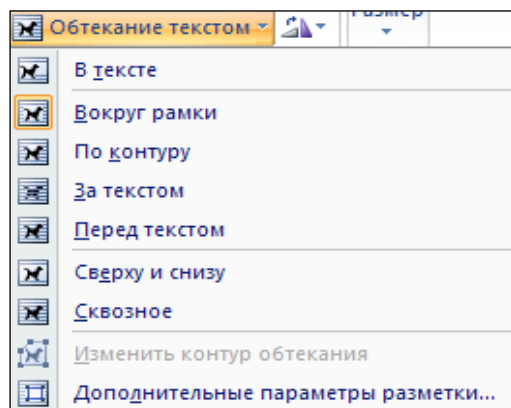 Обтекание текстом
Размер
В тексте
Вокруг рамки
По контуру
За текстом
Перед текстом
Сверху и снизу
Сквозное
Изменить контур обтекания
Дополнительные параметры разметки...